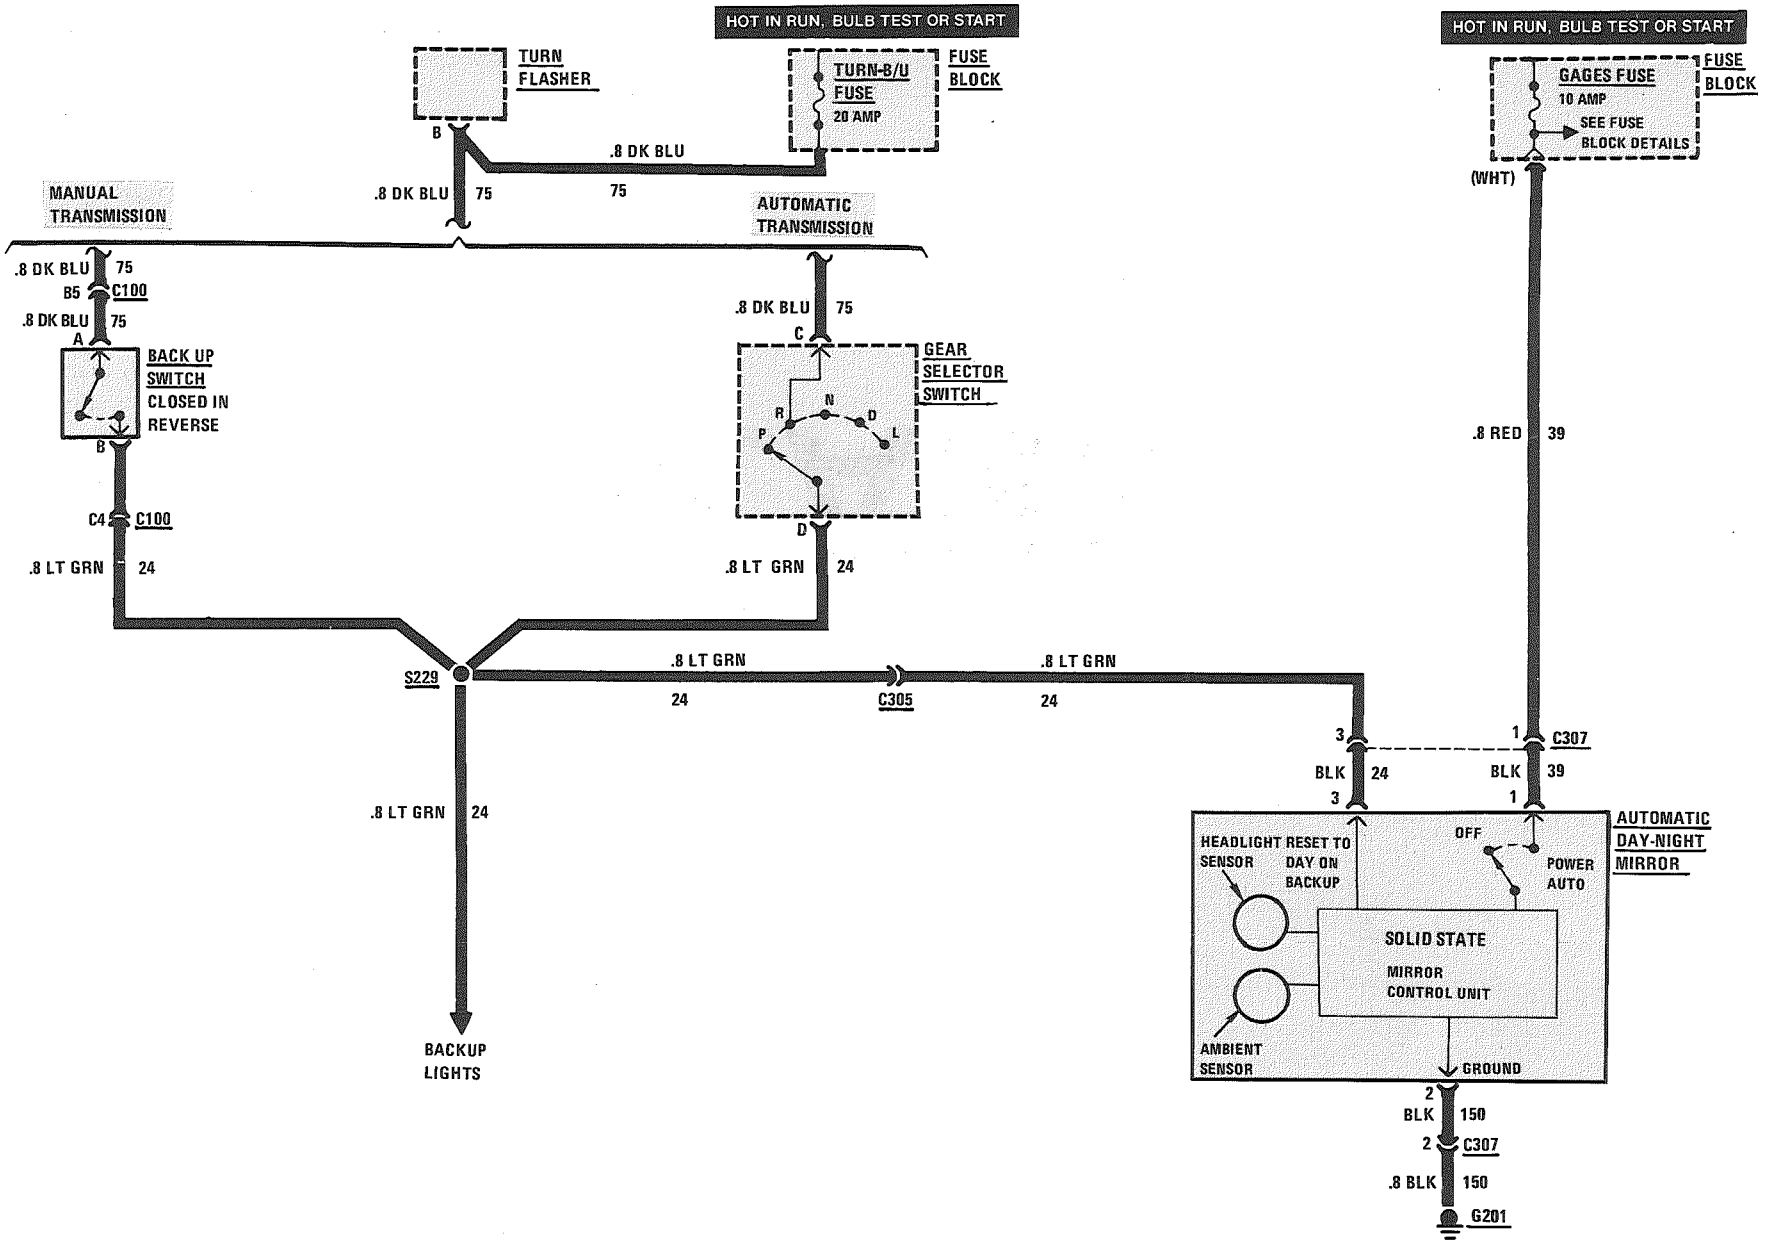 HOT IN RUN, BULB TEST OR START
HOT IN RUN, BULB TEST OR START
TURN
FLASHER
TURN-B/U
FUSE
20 AMP
FUSE
BLOCK
GAGES FUSE
10 AMP
SEE FUSE
BLOCK DETAILS
FUSE
BLOCK
B
.8 DK BLU
75
.8 DK BLU
75
(WHT)
MANUAL
TRANSMISSION
AUTOMATIC
TRANSMISSION
.8 DK BLU
75
B5
C100
.8 DK BLU
75
A
BACK UP
SWITCH
CLOSED IN
REVERSE
B
C4
C100
.8 LT GRN
24
.8 DK BLU
75
C
GEAR
SELECTOR
SWITCH
P
R
N
D
L
D
.8 LT GRN
24
.8 RED
39
S229
.8 LT GRN
24
C305
.8 LT GRN
24
3
1
C307
BLK
24
BLK
39
3
1
.8 LT GRN
24
BACKUP
LIGHTS
AUTOMATIC
DAY-NIGHT
MIRROR
HEADLIGHT
SENSOR
RESET TO
DAY ON
BACKUP
OFF
POWER
AUTO
SOLID STATE
MIRROR
CONTROL UNIT
AMBIENT
SENSOR
GROUND
2
BLK
150
2
C307
.8 BLK
150
G201